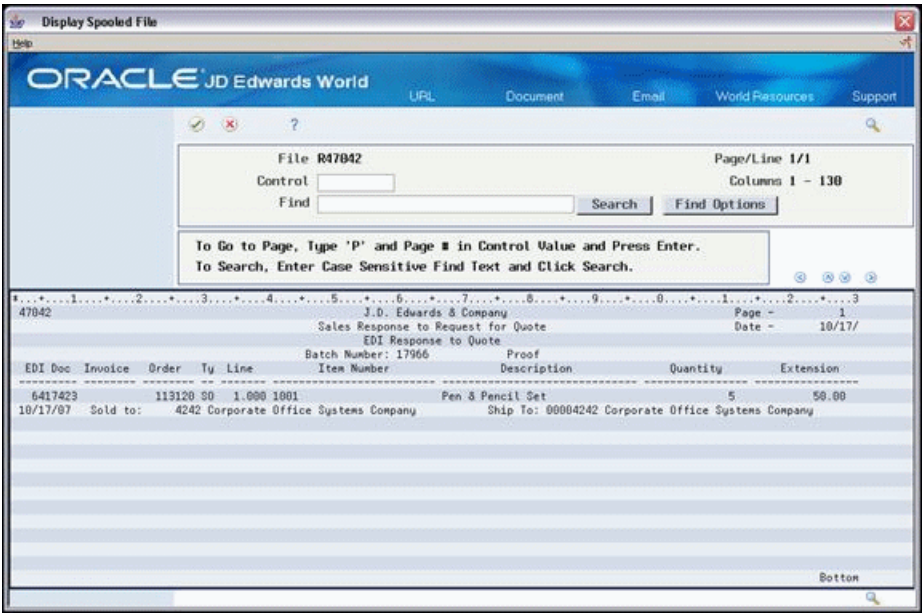 Display Spooled File
Help
ORACLE JD Edwards World
URL Document Email World Resources Support
?
File R47042 Page/Line 1/1
Control Columns 1 - 130
Find Search Find Options
To Go to Page, Type 'P' and Page # in Control Value and Press Enter.
To Search, Enter Case Sensitive Find Text and Click Search.
*...+....1....+....2....+....3....+....4....+....5....+....6....+....7....+....8....+....9....+....0....+....1....+....2....+....3
47042 J.D. Edwards & Company Page - 1
Sales Response to Request for Quote Date - 10/17/
EDI Response to Quote
Batch Number: 17966 Proof
EDI Doc Invoice Order Ty Line Item Number Description Quantity Extension
6417423 113120 SO 1.000 1001 Pen & Pencil Set 5 50.00
10/17/07 Sold to: 4242 Corporate Office Systems Company Ship To: 00004242 Corporate Office Systems Company
Bottom